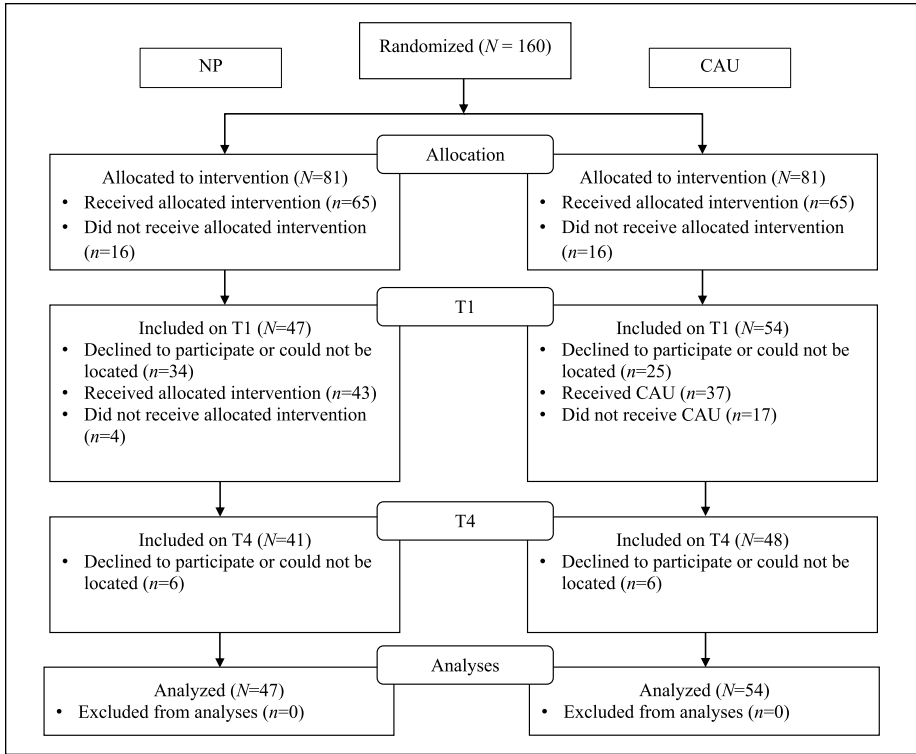 Randomized (N = 160)
NP
CAU
Allocation
Allocated to intervention (N=81)
• Received allocated intervention (n=65)
• Did not receive allocated intervention
(n=16)
Allocated to intervention (N=81)
• Received allocated intervention (n=65)
• Did not receive allocated intervention
(n=16)
T1
Included on T1 (N=47)
• Declined to participate or could not be
located (n=34)
• Received allocated intervention (n=43)
• Did not receive allocated intervention
(n=4)
Included on T1 (N=54)
• Declined to participate or could not be
located (n=25)
• Received CAU (n=37)
• Did not receive CAU (n=17)
T4
Included on T4 (N=41)
• Declined to participate or could not be
located (n=6)
Included on T4 (N=48)
• Declined to participate or could not be
located (n=6)
Analyses
Analyzed (N=47)
• Excluded from analyses (n=0)
Analyzed (N=54)
• Excluded from analyses (n=0)